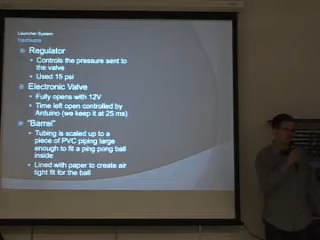 Launcher System
Hardware
Regulator
Controls the pressure sent to
the valve
Used 15 psi
Electronic Valve
Fully opens with 12V
Time left open controlled by
Arduino (we keep it at 25 ms)
"Barrel"
Tubing is scaled up to a
piece of PVC piping large
enough to fit a ping pong ball
inside
Lined with paper to create air
tight fit for the ball